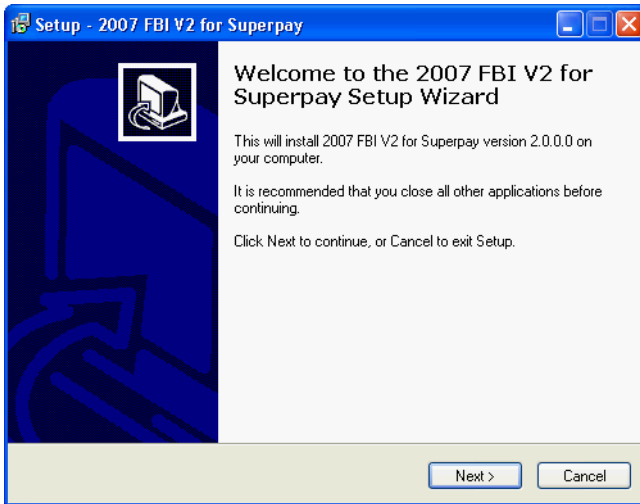 Setup - 2007 FBI V2 for Superpay
Welcome to the 2007 FBI V2 for
Superpay Setup Wizard
This will install 2007 FBI V2 for Superpay version 2.0.0.0 on
your computer.
It is recommended that you close all other applications before
continuing.
Click Next to continue, or Cancel to exit Setup.
Next >
Cancel